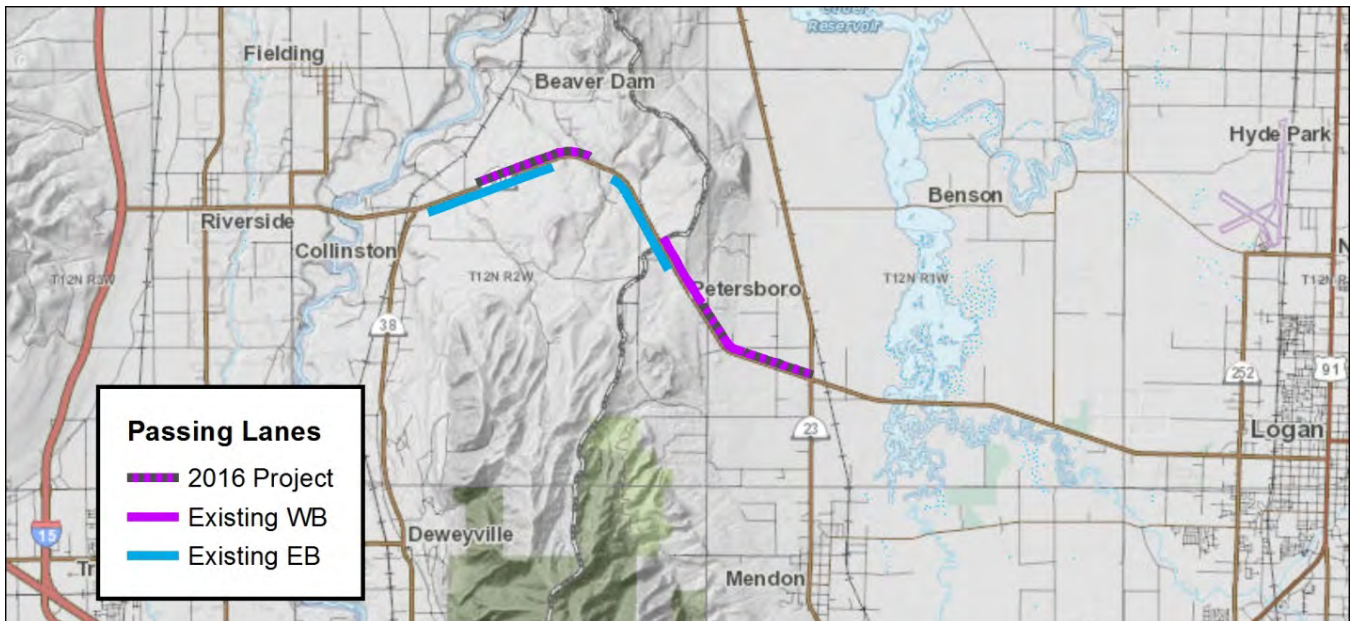 Reservoir
Fielding
Beaver Dam
Hyde Park
Benson
Riverside
Collinston
T12N R3W
T12N R2W
T12N R1W
T12N R
Petersboro
38
252
91
23
Logan
Passing Lanes
2016 Project
Existing WB
Existing EB
15
Deweyville
Mendon